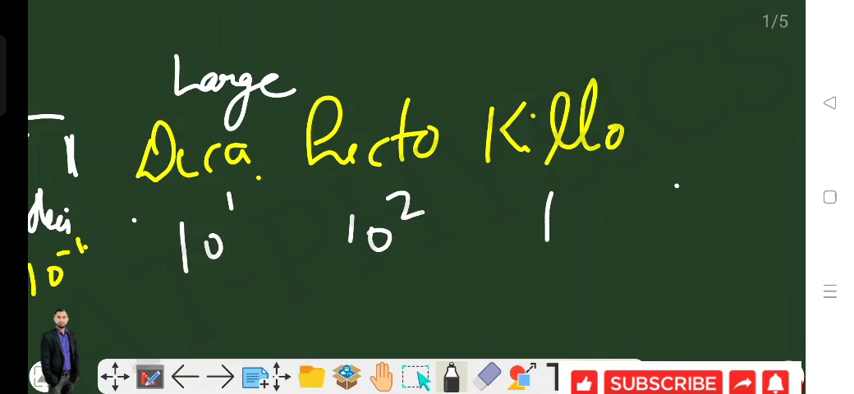 1/5
Large
Deca. Hecto Killo
deci 10¹ 10² 1
10⁻¹
SUBSCRIBE